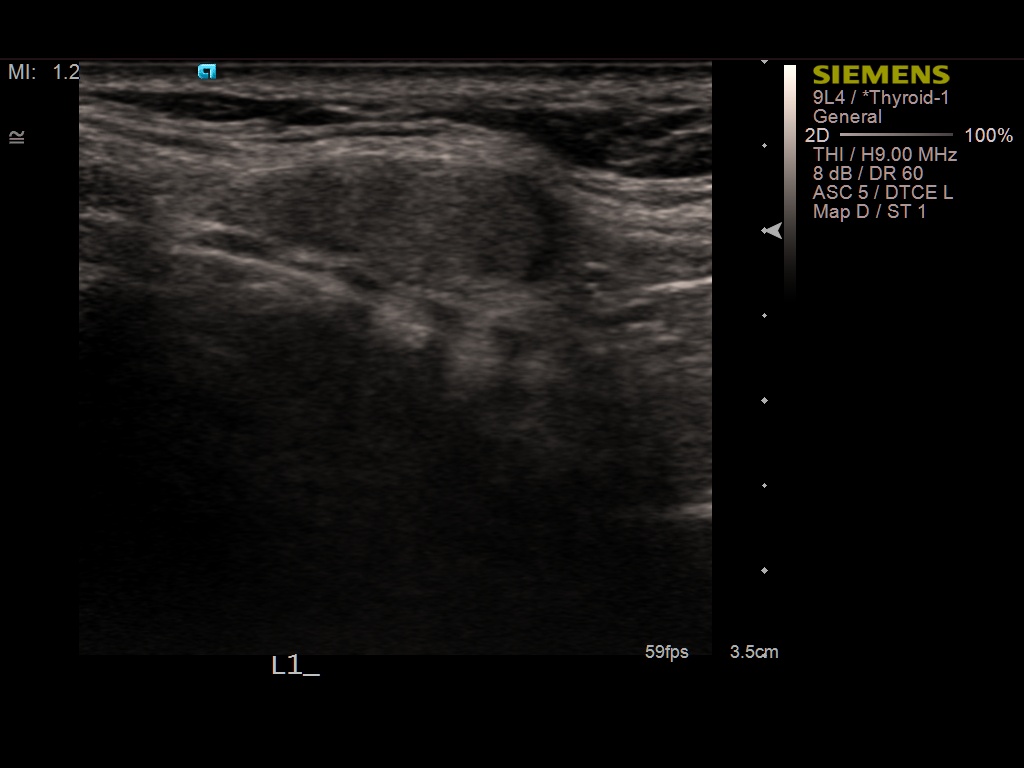 MI: 1.2
SIEMENS
9L4 / *Thyroid-1
General
2D 100%
THI / H9.00 MHz
8 dB / DR 60
ASC 5 / DTCE L
Map D / ST 1
59fps 3.5cm
L1_